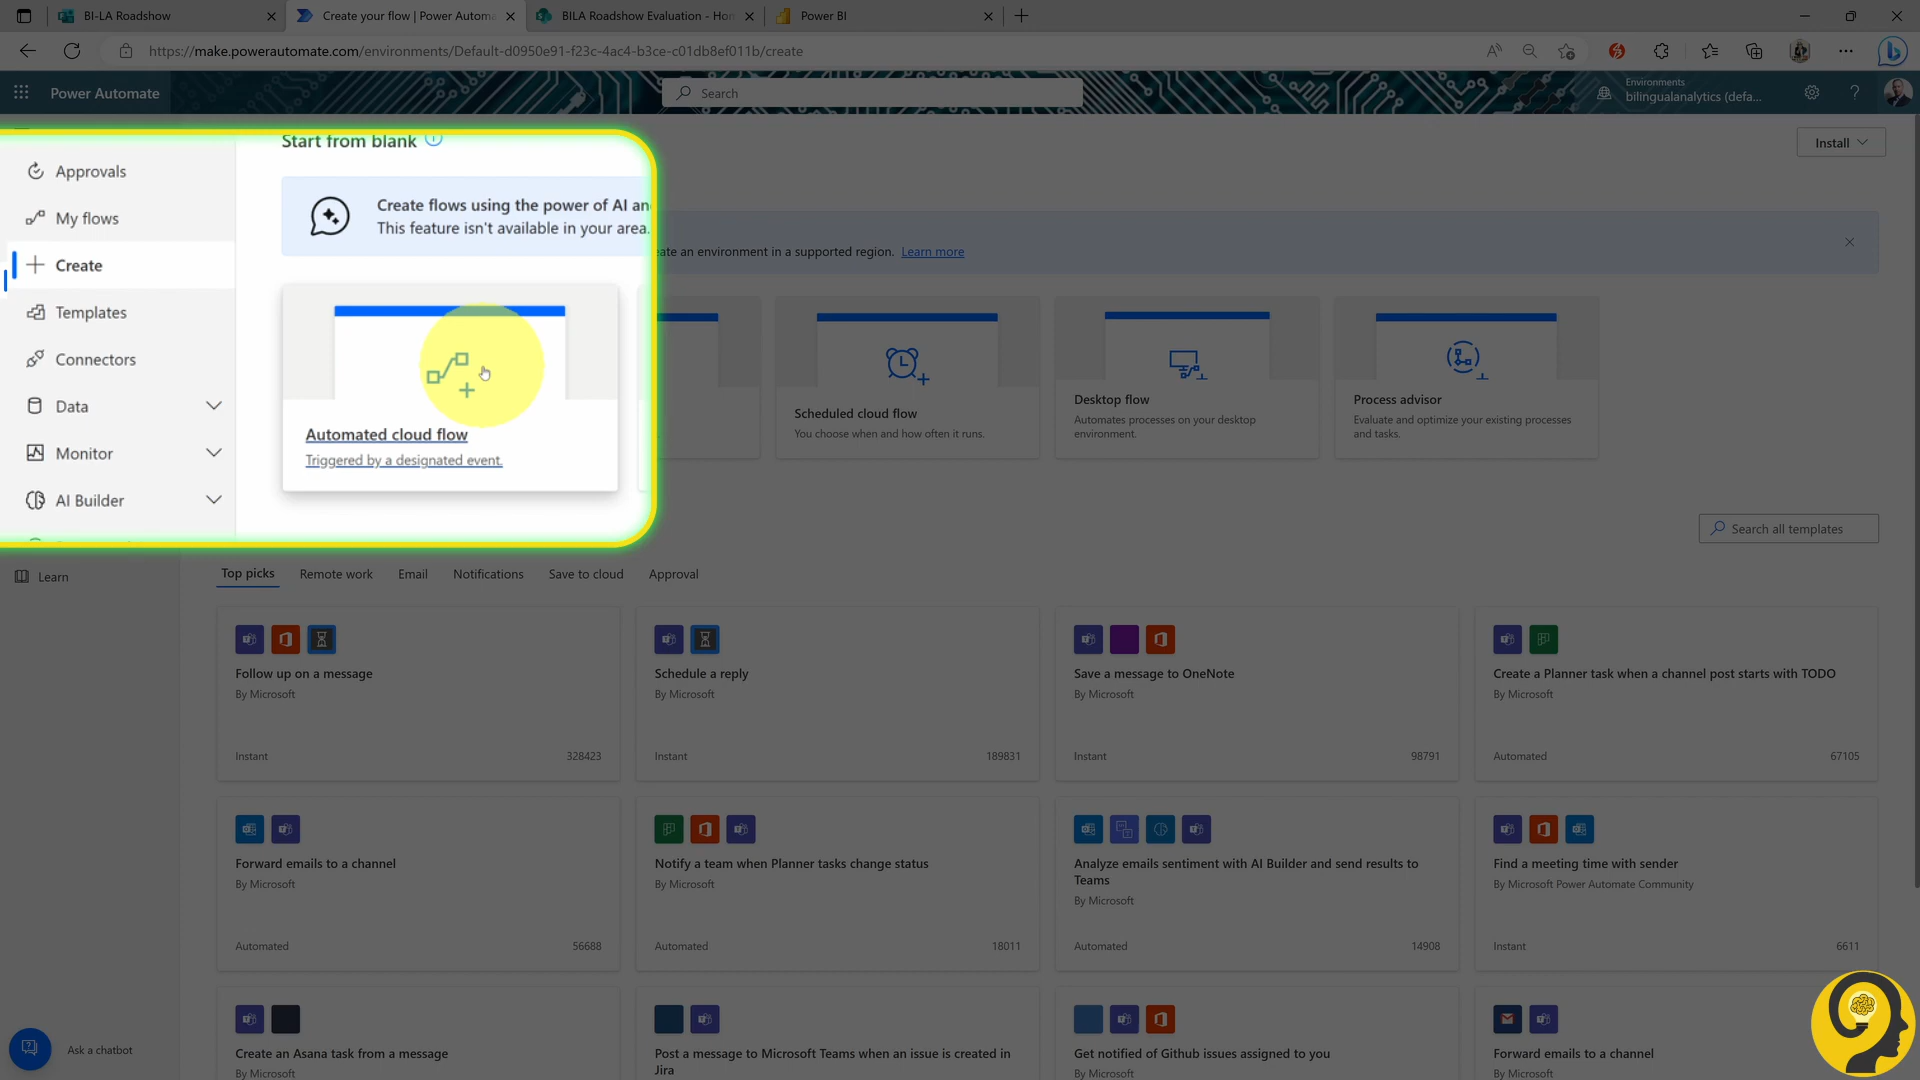 BI-LA Roadshow
Create your flow | Power Automa
BILA Roadshow Evaluation - Hom
Power BI
https://make.powerautomate.com/environments/Default-d0950e91-f23c-4ac4-b3ce-c01db8ef011b/create
Power Automate
Search
Environments
bilingualanalytics (defa...
Install
Start from blank
Approvals
My flows
Create
Templates
Connectors
Data
Monitor
AI Builder
Learn
Create flows using the power of AI an
This feature isn't available in your area.
eate an environment in a supported region. Learn more
Automated cloud flow
Triggered by a designated event.
Scheduled cloud flow
You choose when and how often it runs.
Desktop flow
Automates processes on your desktop
environment.
Process advisor
Evaluate and optimize your existing processes
and tasks.
Search all templates
Top picks
Remote work
Email
Notifications
Save to cloud
Approval
Follow up on a message
By Microsoft
Instant
328423
Schedule a reply
By Microsoft
Instant
189831
Save a message to OneNote
By Microsoft
Instant
98791
Create a Planner task when a channel post starts with TODO
By Microsoft
Automated
67105
Forward emails to a channel
By Microsoft
Automated
56688
Notify a team when Planner tasks change status
By Microsoft
Automated
18011
Analyze emails sentiment with AI Builder and send results to
Teams
By Microsoft
Automated
14908
Find a meeting time with sender
By Microsoft Power Automate Community
Instant
6611
Create an Asana task from a message
By Microsoft
Post a message to Microsoft Teams when an issue is created in
Jira
Get notified of Github issues assigned to you
By Microsoft
Forward emails to a channel
By Microsoft
Ask a chatbot